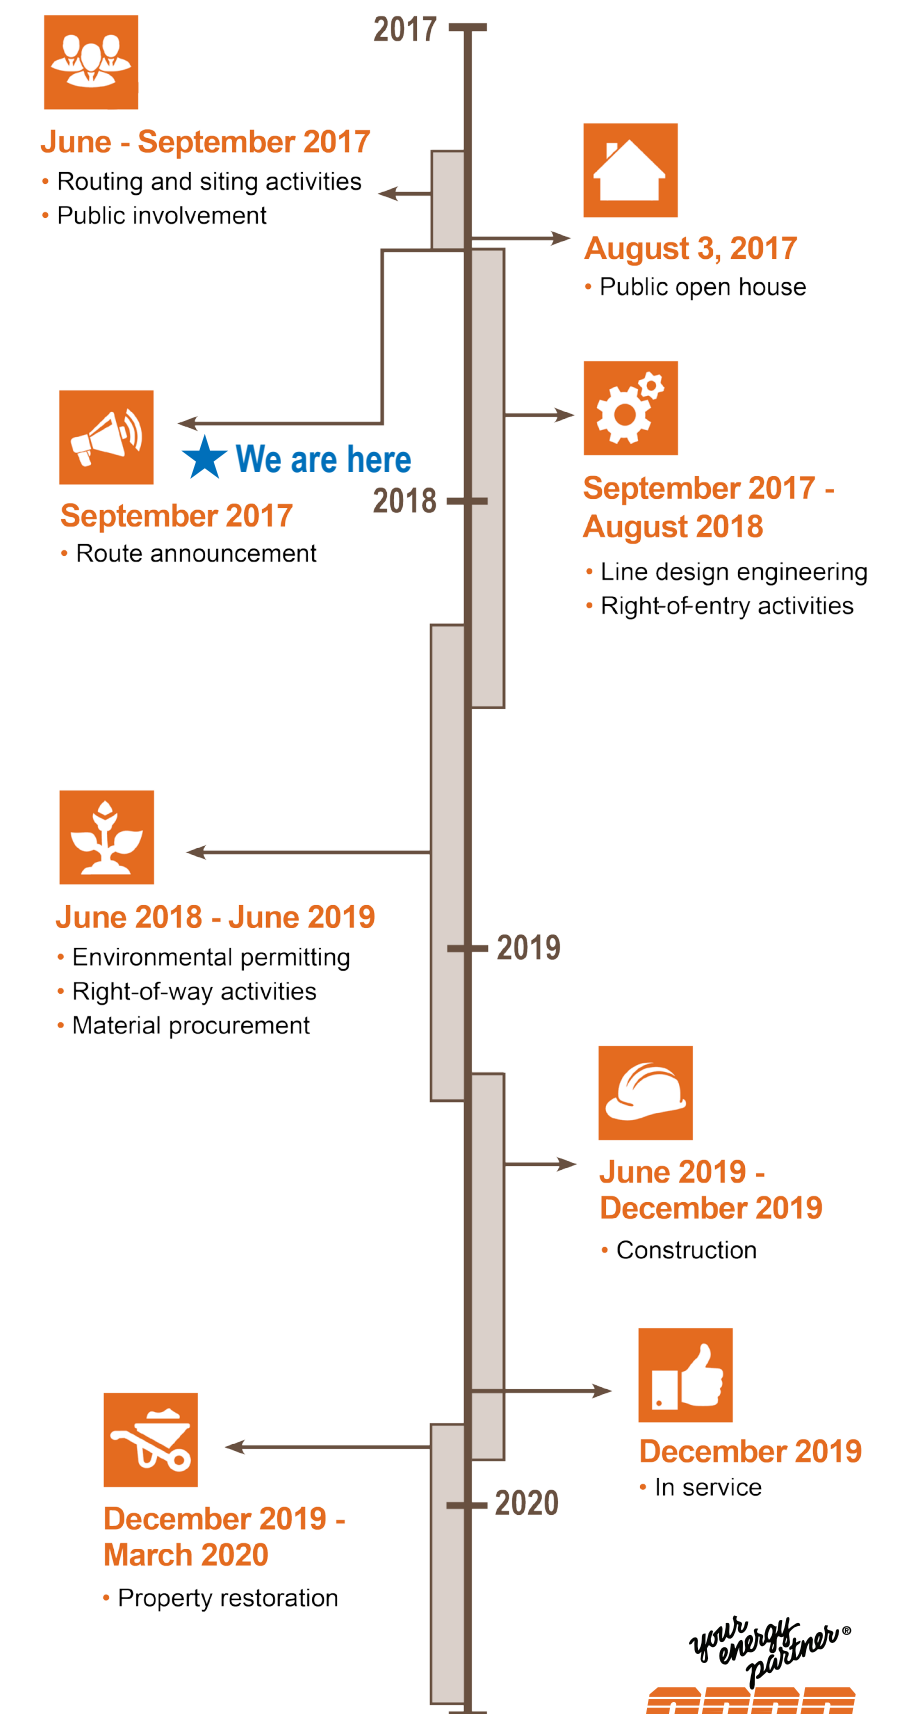 2017
June - September 2017
• Routing and siting activities
• Public involvement
August 3, 2017
• Public open house
We are here
September 2017
• Route announcement
2018
September 2017 -
August 2018
• Line design engineering
• Right-of-entry activities
June 2018 - June 2019
• Environmental permitting
• Right-of-way activities
• Material procurement
2019
June 2019 -
December 2019
• Construction
December 2019
• In service
2020
December 2019 -
March 2020
• Property restoration
your
energy
partner®